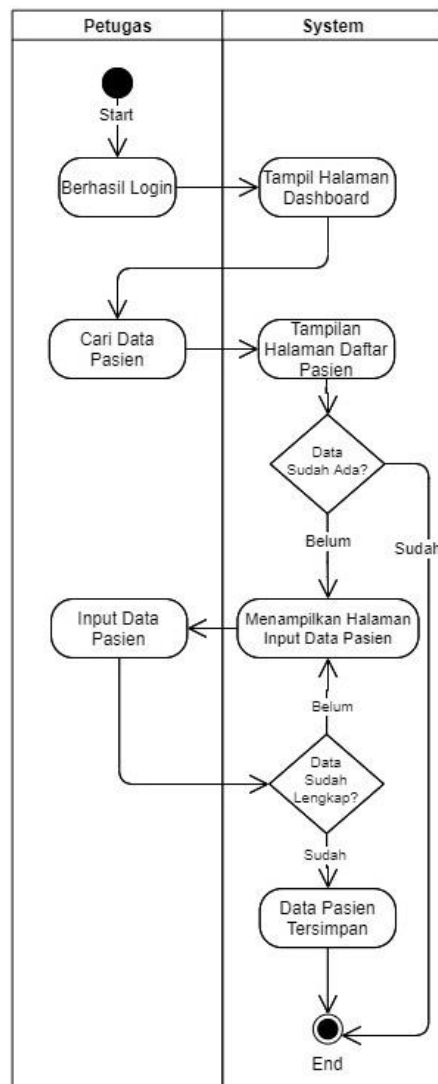 Petugas
System
Start
Berhasil Login
Tampil Halaman
Dashboard
Cari Data
Pasien
Tampilan
Halaman Daftar
Pasien
Data
Sudah Ada?
Belum
Sudah
Input Data
Pasien
Menampilkan Halaman
Input Data Pasien
Belum
Data
Sudah
Lengkap?
Sudah
Data Pasien
Tersimpan
End